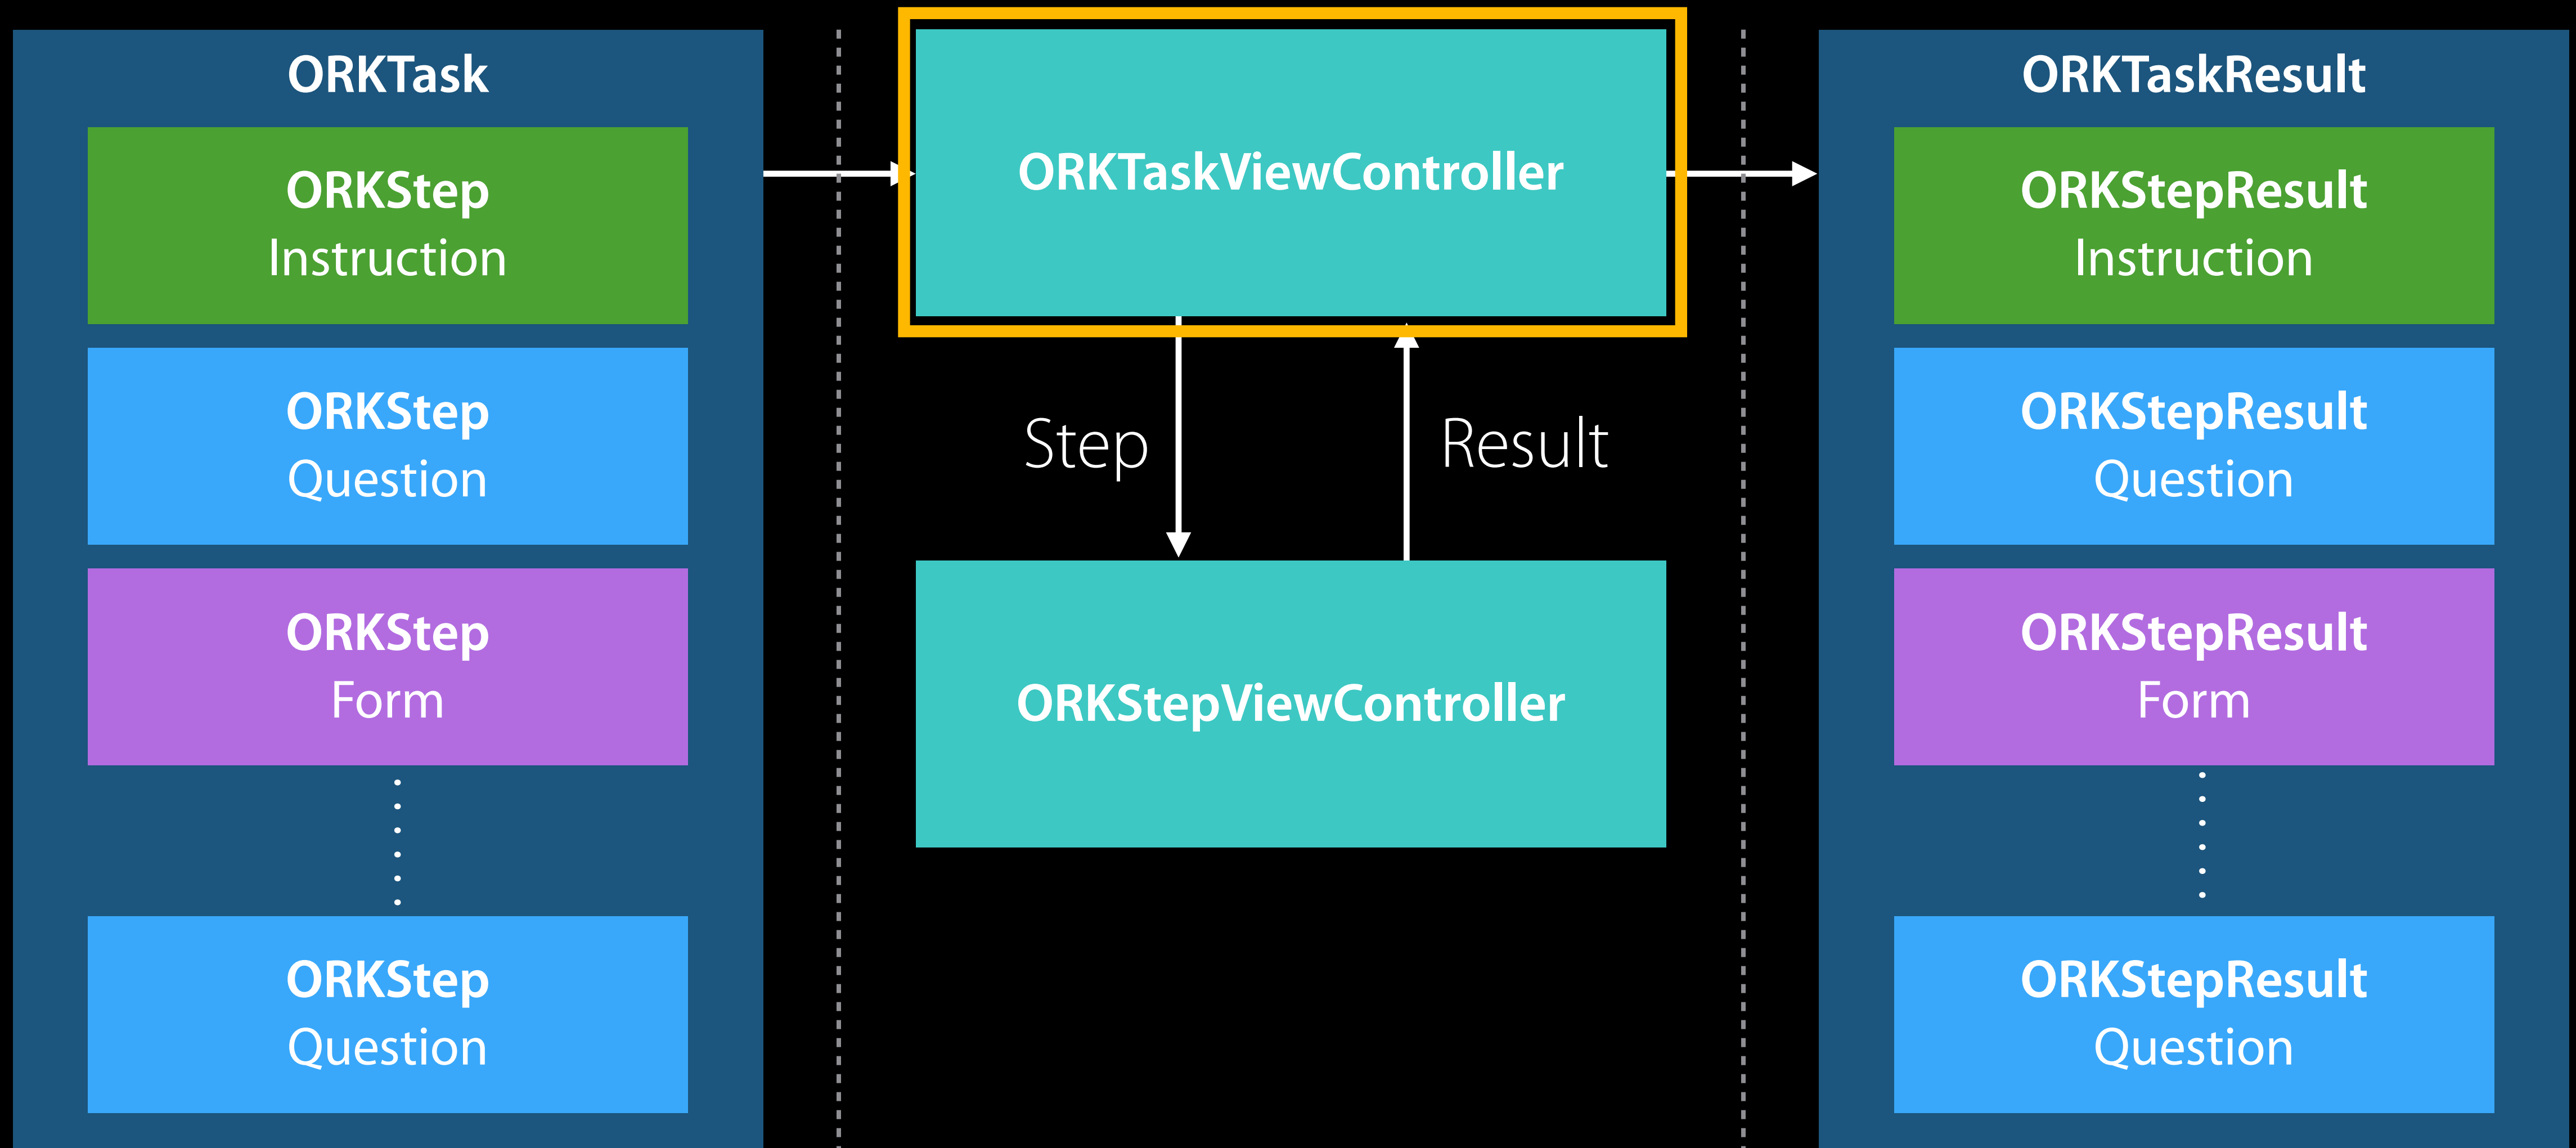 ORKTask
ORKStep
Instruction
ORKStep
Question
ORKStep
Form
ORKStep
Question
ORKTaskViewController
Step
Result
ORKStepViewController
ORKTaskResult
ORKStepResult
Instruction
ORKStepResult
Question
ORKStepResult
Form
ORKStepResult
Question